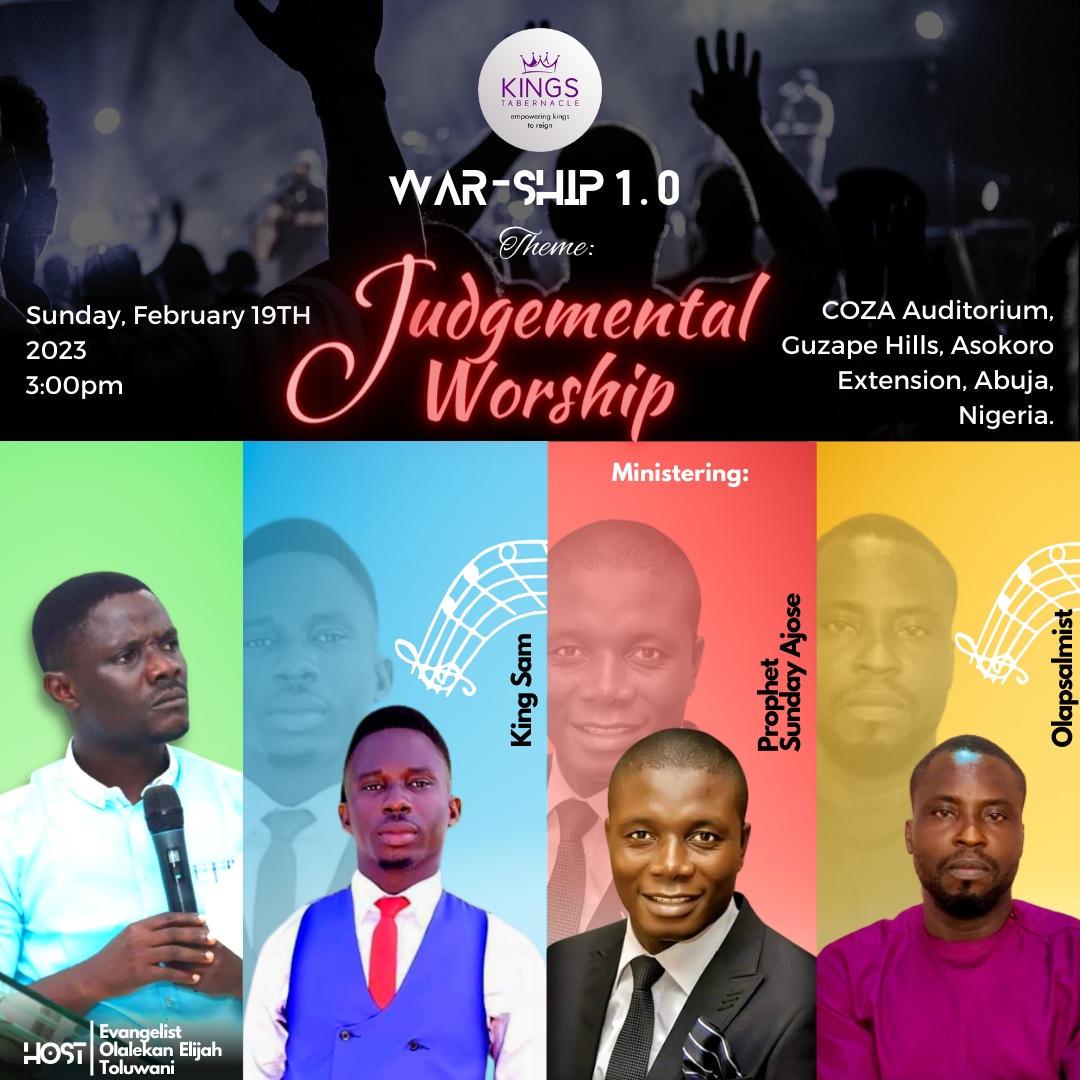 KINGS
TABERNACLE
empowering kings
to reign
WAR-SHIP 1.0
Theme:
Judgemental
Worship
Sunday, February 19TH
2023
3:00pm
COZA Auditorium,
Guzape Hills, Asokoro
Extension, Abuja,
Nigeria.
Ministering:
King Sam
Prophet
Sunday Ajose
Olapsalmist
HOST
Evangelist
Olalekan Elijah
Toluwani